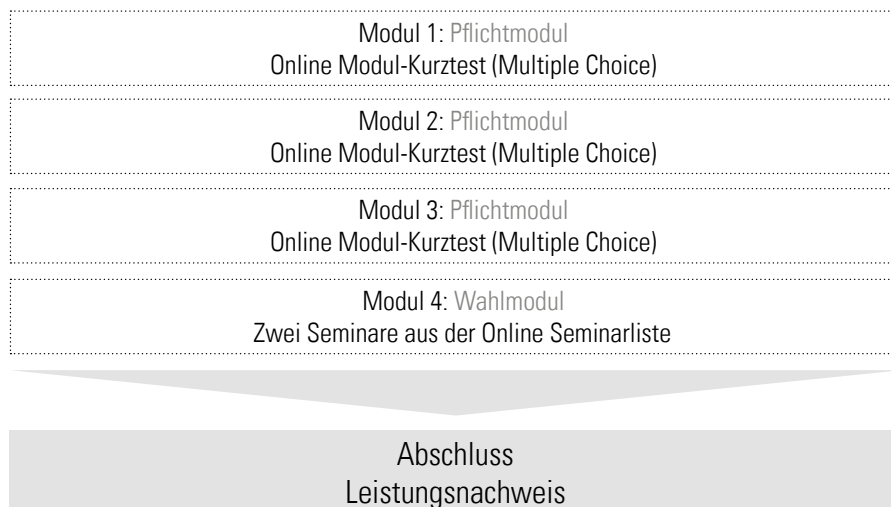 Modul 1: Pflichtmodul
Online Modul-Kurztest (Multiple Choice)
Modul 2: Pflichtmodul
Online Modul-Kurztest (Multiple Choice)
Modul 3: Pflichtmodul
Online Modul-Kurztest (Multiple Choice)
Modul 4: Wahlmodul
Zwei Seminare aus der Online Seminarliste
Abschluss
Leistungsnachweis